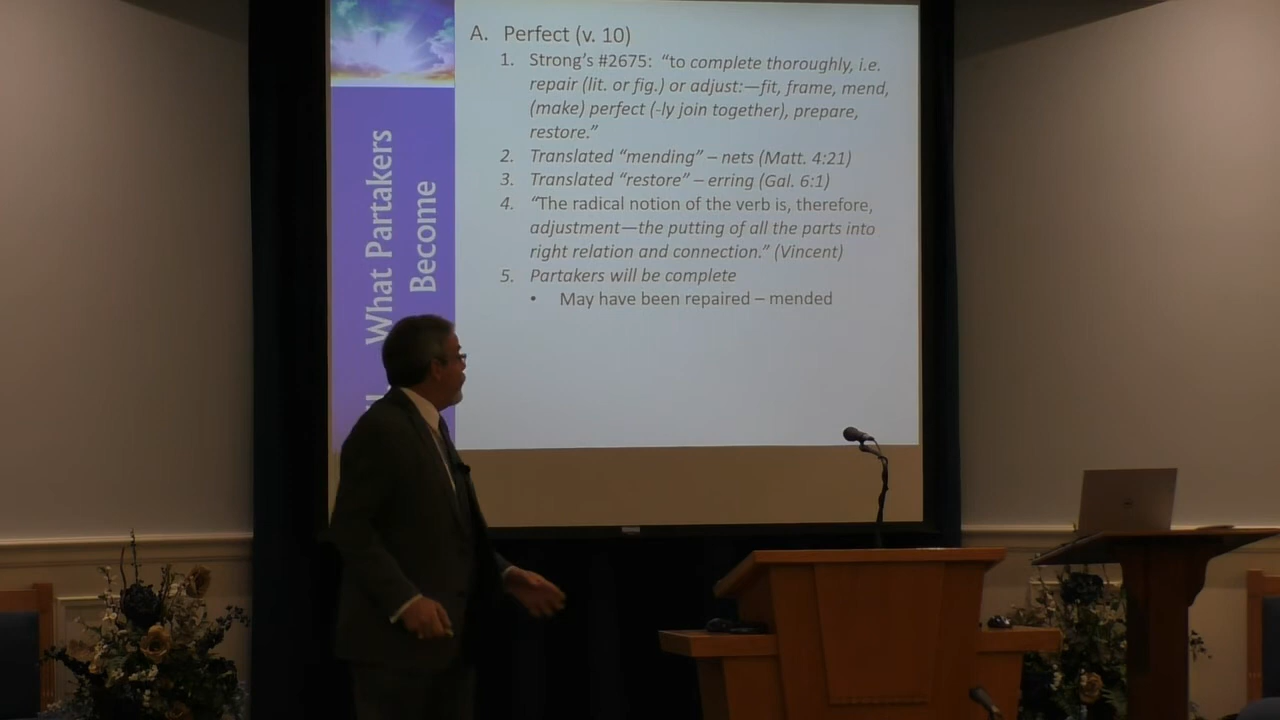 What Partakers
Become
A. Perfect (v. 10)
1. Strong's #2675: “to complete thoroughly, i.e.
repair (lit. or fig.) or adjust:—fit, frame, mend,
(make) perfect (-ly join together), prepare,
restore.”
2. Translated “mending” – nets (Matt. 4:21)
3. Translated “restore” – erring (Gal. 6:1)
4. “The radical notion of the verb is, therefore,
adjustment—the putting of all the parts into
right relation and connection.” (Vincent)
5. Partakers will be complete
• May have been repaired – mended